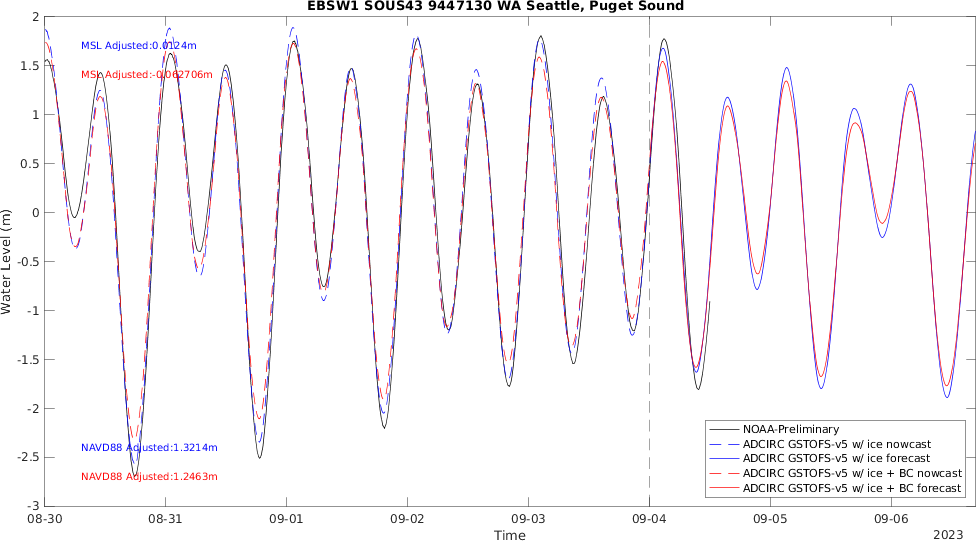 EBSW1 SOUS43 9447130 WA Seattle, Puget Sound
MSL Adjusted:0.0124m
MSL Adjusted:-0.062706m
NAVD88 Adjusted:1.3214m
NAVD88 Adjusted:1.2463m
Water Level (m)
2
1.5
1
0.5
0
-0.5
-1
-1.5
-2
-2.5
-3
08-30
08-31
09-01
09-02
09-03
09-04
09-05
09-06
Time
2023
NOAA-Preliminary
ADCIRC GSTOFS-v5 w/ ice nowcast
ADCIRC GSTOFS-v5 w/ ice forecast
ADCIRC GSTOFS-v5 w/ ice + BC nowcast
ADCIRC GSTOFS-v5 w/ ice + BC forecast